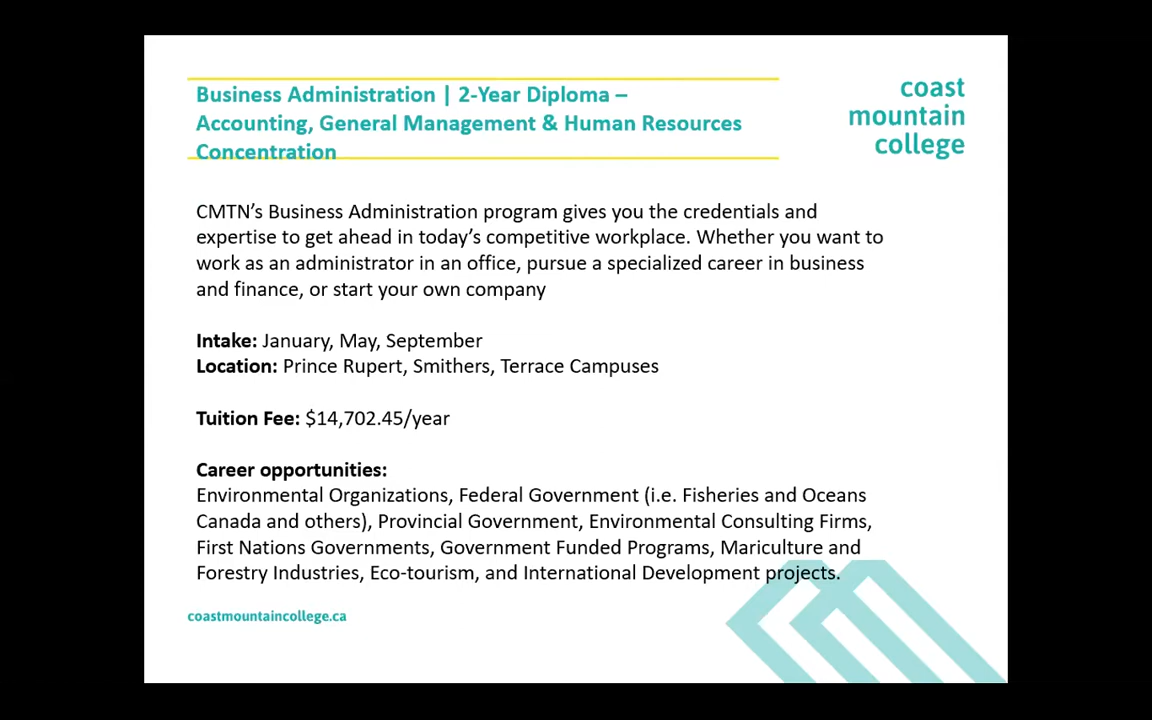 Business Administration | 2-Year Diploma –
Accounting, General Management & Human Resources
Concentration
coast
mountain
college
CMTN’s Business Administration program gives you the credentials and
expertise to get ahead in today’s competitive workplace. Whether you want to
work as an administrator in an office, pursue a specialized career in business
and finance, or start your own company
Intake: January, May, September
Location: Prince Rupert, Smithers, Terrace Campuses
Tuition Fee: $14,702.45/year
Career opportunities:
Environmental Organizations, Federal Government (i.e. Fisheries and Oceans
Canada and others), Provincial Government, Environmental Consulting Firms,
First Nations Governments, Government Funded Programs, Mariculture and
Forestry Industries, Eco-tourism, and International Development projects.
coastmountaincollege.ca